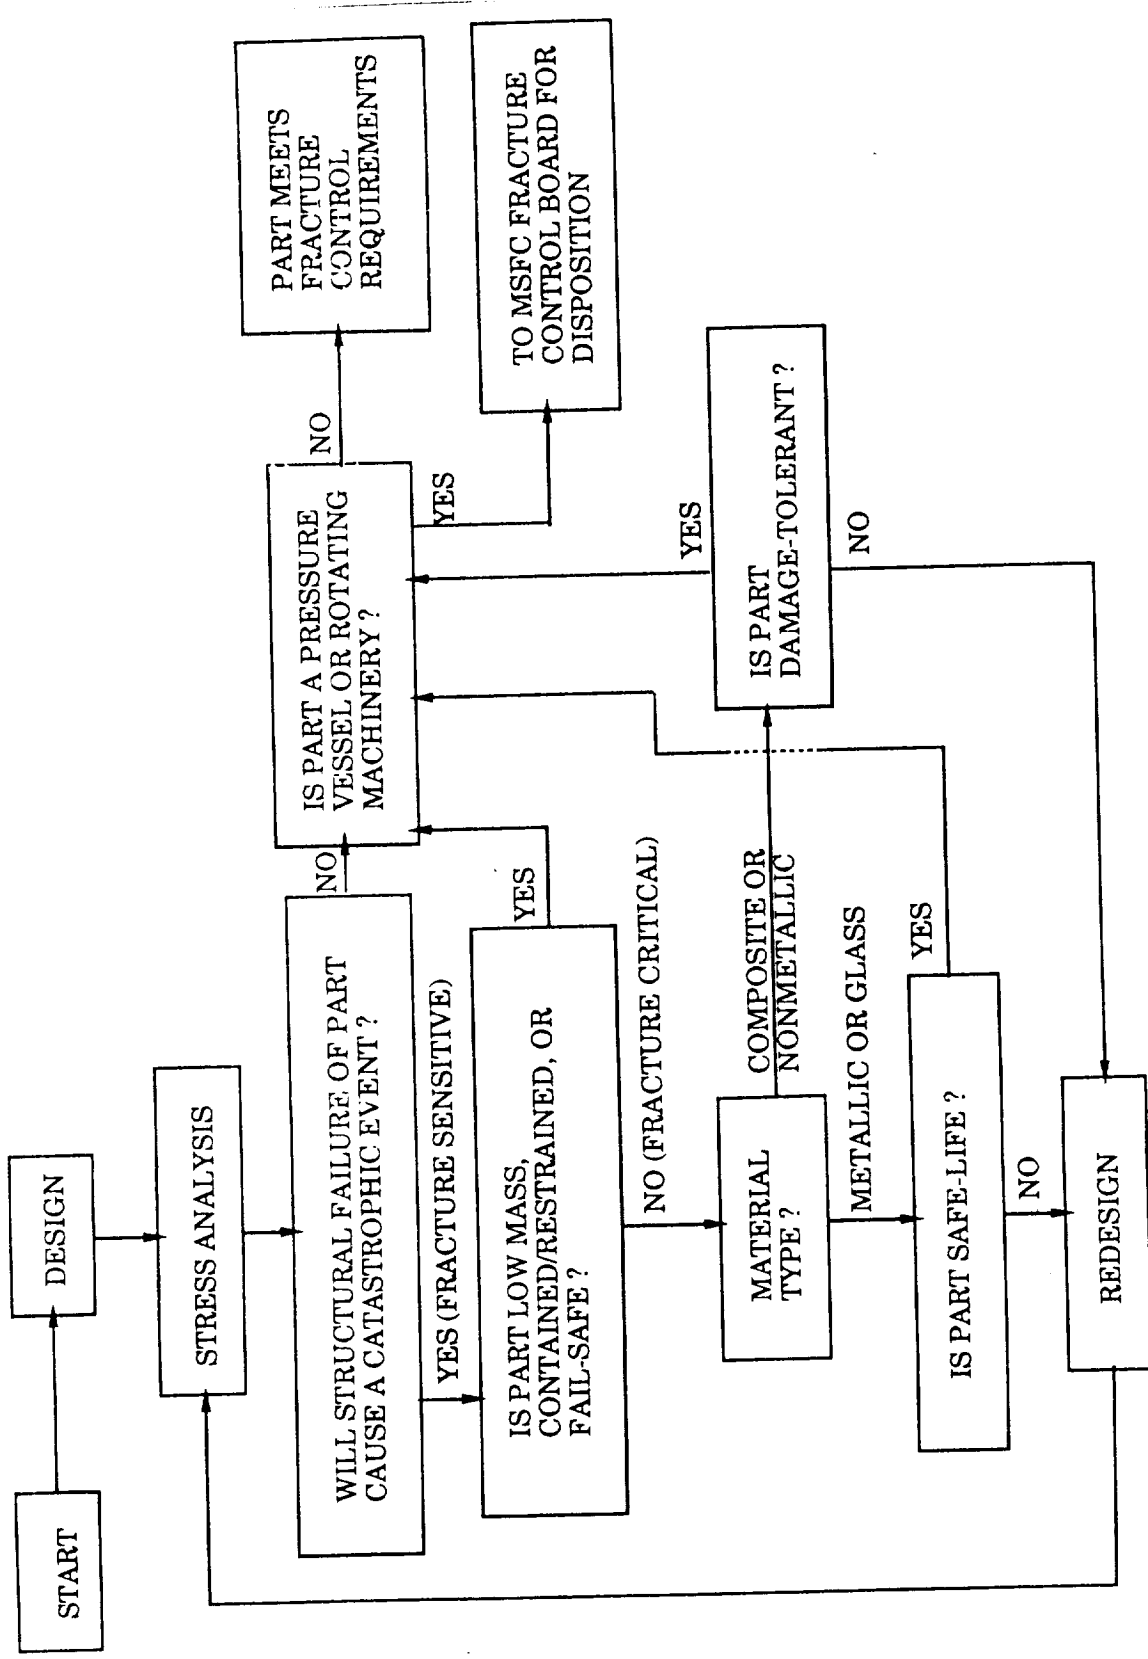 START
DESIGN
STRESS ANALYSIS
WILL STRUCTURAL FAILURE OF PART
CAUSE A CATASTROPHIC EVENT?
NO
YES (FRACTURE SENSITIVE)
IS PART A PRESSURE
VESSEL OR ROTATING
MACHINERY?
NO
YES
PART MEETS
FRACTURE
CONTROL
REQUIREMENTS
TO MSFC FRACTURE
CONTROL BOARD FOR
DISPOSITION
IS PART LOW MASS,
CONTAINED/RESTRAINED, OR
FAIL-SAFE?
YES
NO (FRACTURE CRITICAL)
MATERIAL
TYPE?
COMPOSITE OR
NONMETALLIC
METALLIC OR GLASS
IS PART
DAMAGE-TOLERANT?
YES
NO
IS PART SAFE-LIFE?
YES
NO
REDESIGN